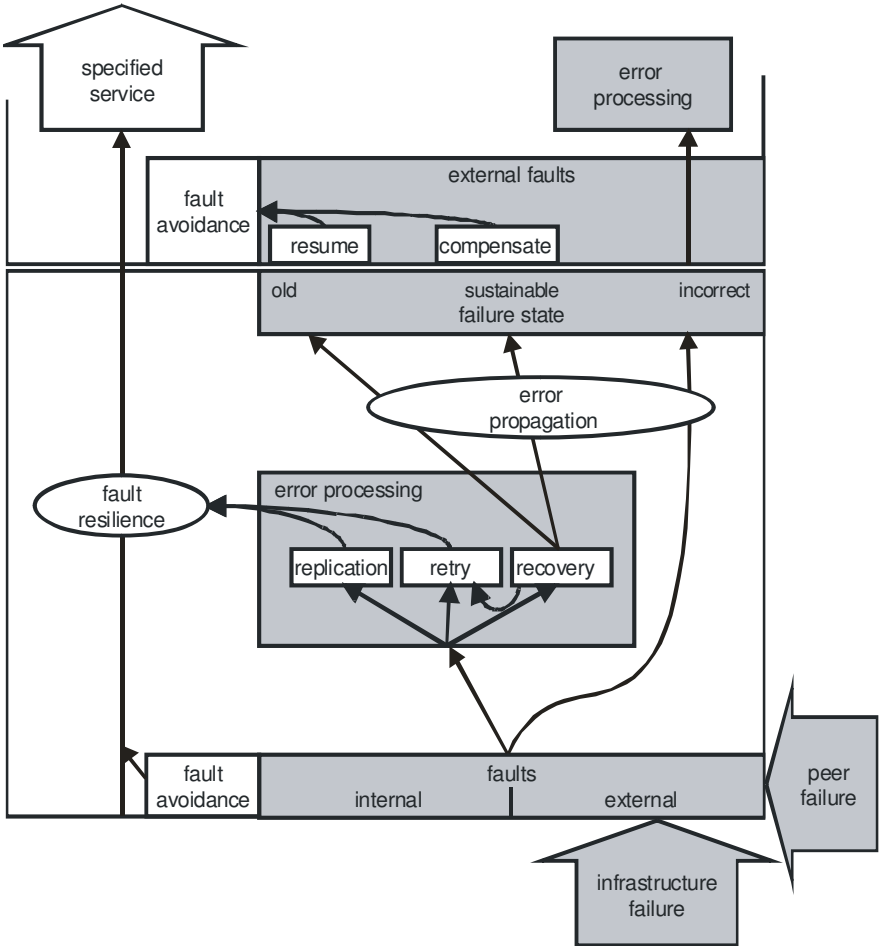 specified
service
error
processing
external faults
fault
avoidance
resume
compensate
old
sustainable
failure state
incorrect
error
propagation
error processing
fault
resilience
replication
retry
recovery
fault
avoidance
faults
internal
external
peer
failure
infrastructure
failure